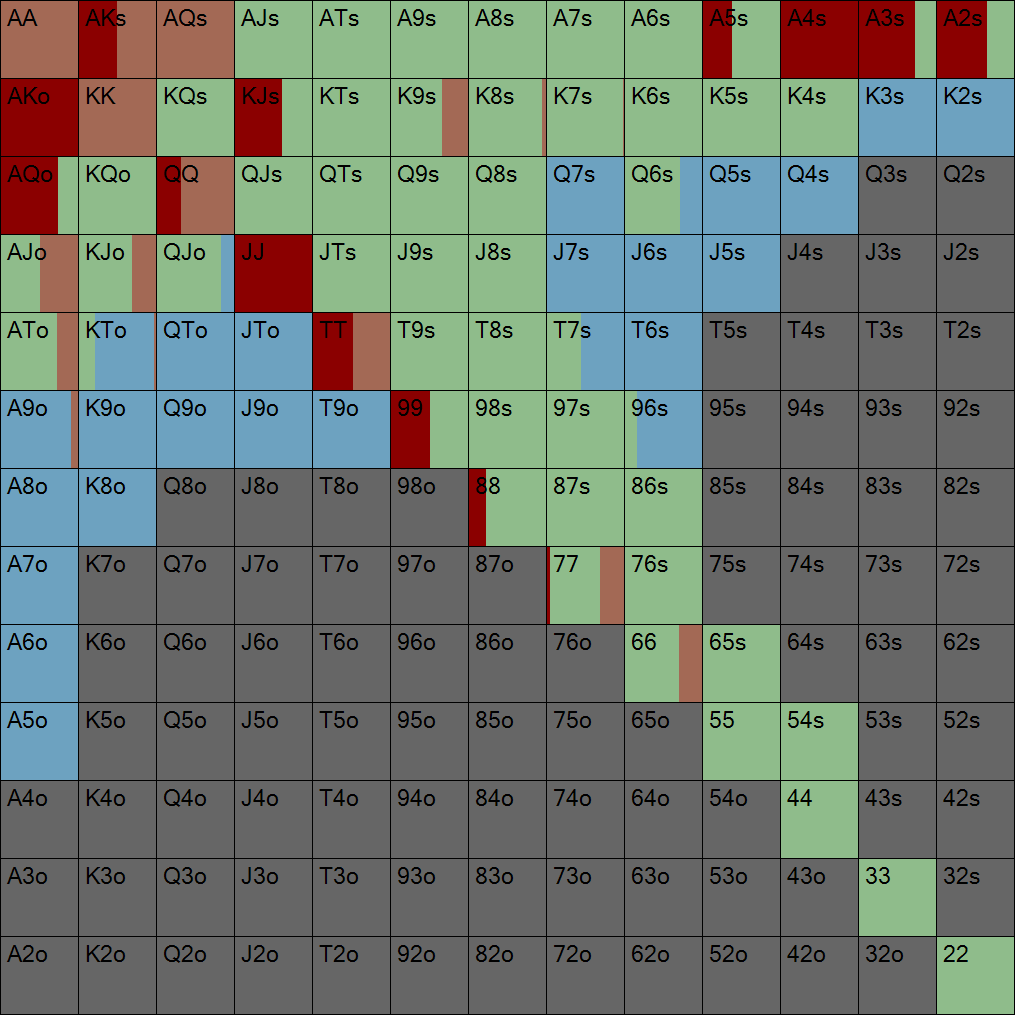 AA AKs AQs AJs ATs A9s A8s A7s A6s A5s A4s A3s A2s
AKo KK KQs KJs KTs K9s K8s K7s K6s K5s K4s K3s K2s
AQo KQo QQ QJs QTs Q9s Q8s Q7s Q6s Q5s Q4s Q3s Q2s
AJo KJo QJo JJ JTs J9s J8s J7s J6s J5s J4s J3s J2s
ATo KTo QTo JTo TT T9s T8s T7s T6s T5s T4s T3s T2s
A9o K9o Q9o J9o T9o 99 98s 97s 96s 95s 94s 93s 92s
A8o K8o Q8o J8o T8o 98o 88 87s 86s 85s 84s 83s 82s
A7o K7o Q7o J7o T7o 97o 87o 77 76s 75s 74s 73s 72s
A6o K6o Q6o J6o T6o 96o 86o 76o 66 65s 64s 63s 62s
A5o K5o Q5o J5o T5o 95o 85o 75o 65o 55 54s 53s 52s
A4o K4o Q4o J4o T4o 94o 84o 74o 64o 54o 44 43s 42s
A3o K3o Q3o J3o T3o 93o 83o 73o 63o 53o 43o 33 32s
A2o K2o Q2o J2o T2o 92o 82o 72o 62o 52o 42o 32o 22